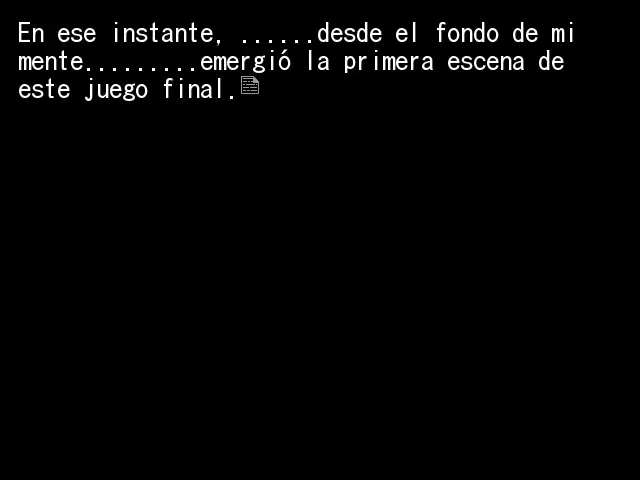 En ese instante, ......desde el fondo de mi
mente.........emergió la primera escena de
este juego final.